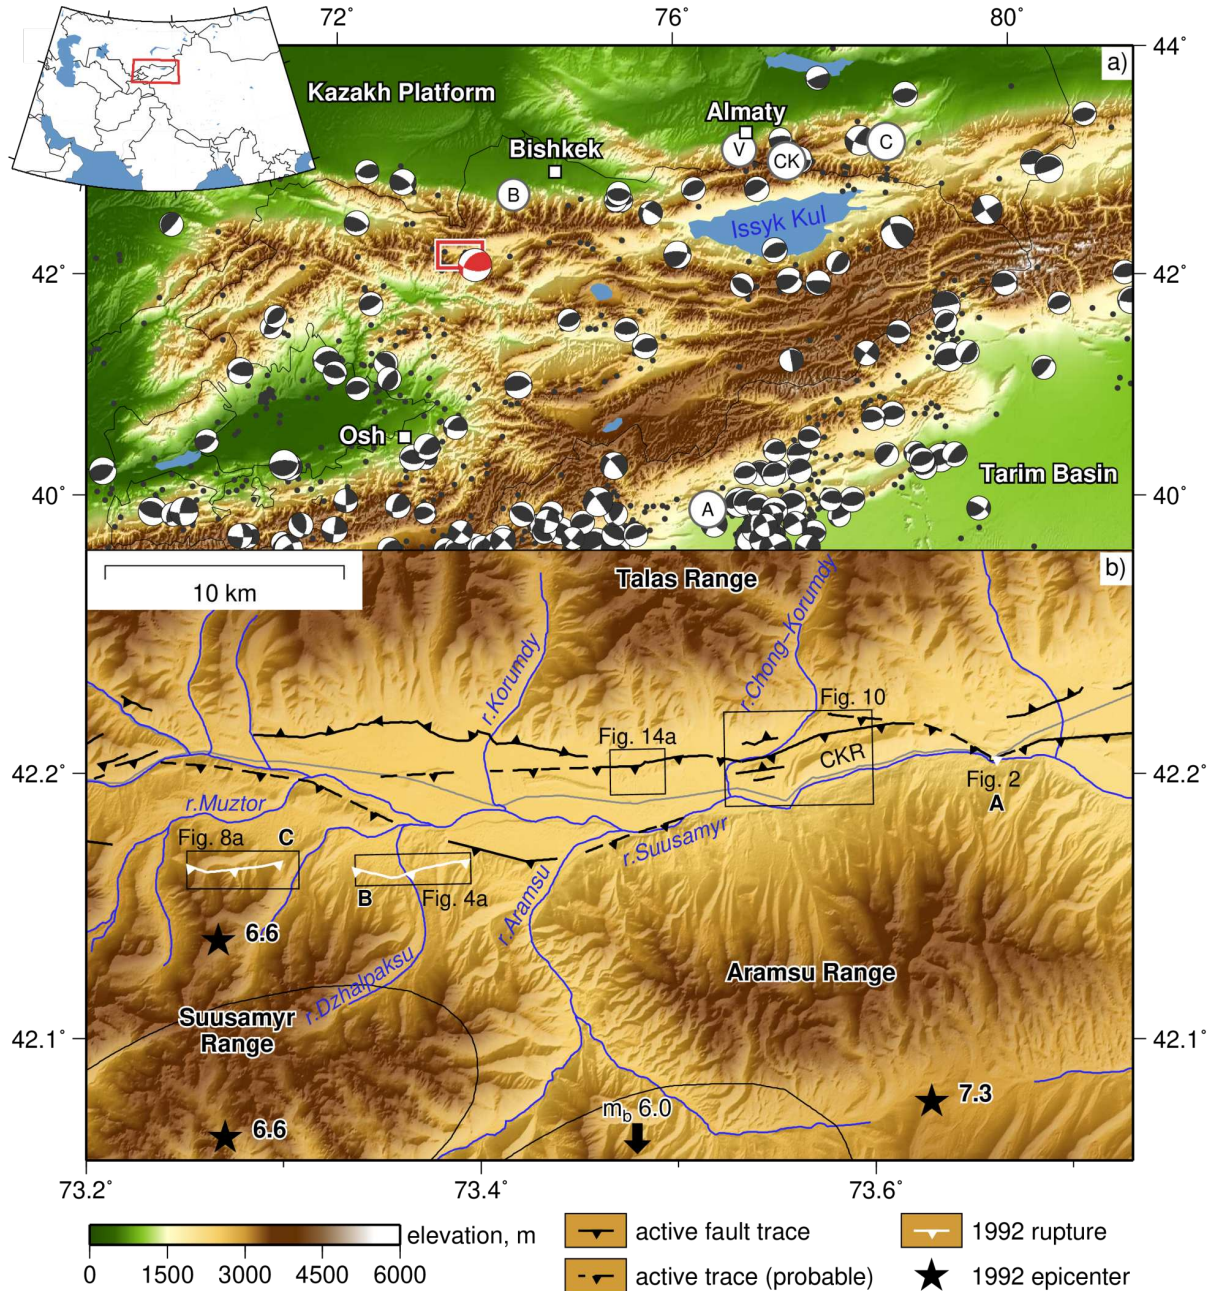 72˚
76˚
80˚
44˚
a)
Kazakh Platform
Almaty
Bishkek
V
CK
C
B
Issyk Kul
42˚
42˚
Osh
Tarim Basin
40˚
40˚
A
b)
10 km
Talas Range
r.Korumdy
r.Chong-Korumdy
Fig. 10
Fig. 14a
CKR
42.2˚
42.2˚
Fig. 2
A
r.Muztor
r.Suusamyr
Fig. 8a
C
B
Fig. 4a
r.Aramsu
6.6
r.Dzhalpaksu
Aramsu Range
Suusamyr
Range
42.1˚
42.1˚
7.3
mb 6.0
6.6
73.2˚
73.4˚
73.6˚
elevation, m
0
1500
3000
4500
6000
active fault trace
active trace (probable)
1992 rupture
1992 epicenter